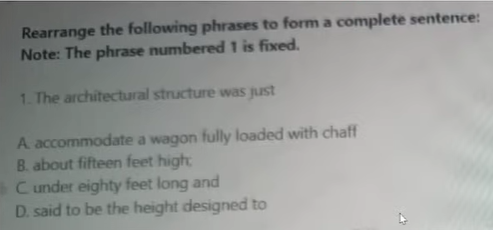 Rearrange the following phrases to form a complete sentence:
Note: The phrase numbered 1 is fixed.
1. The architectural structure was just
A. accommodate a wagon fully loaded with chaff
B. about fifteen feet high;
C. under eighty feet long and
D. said to be the height designed to